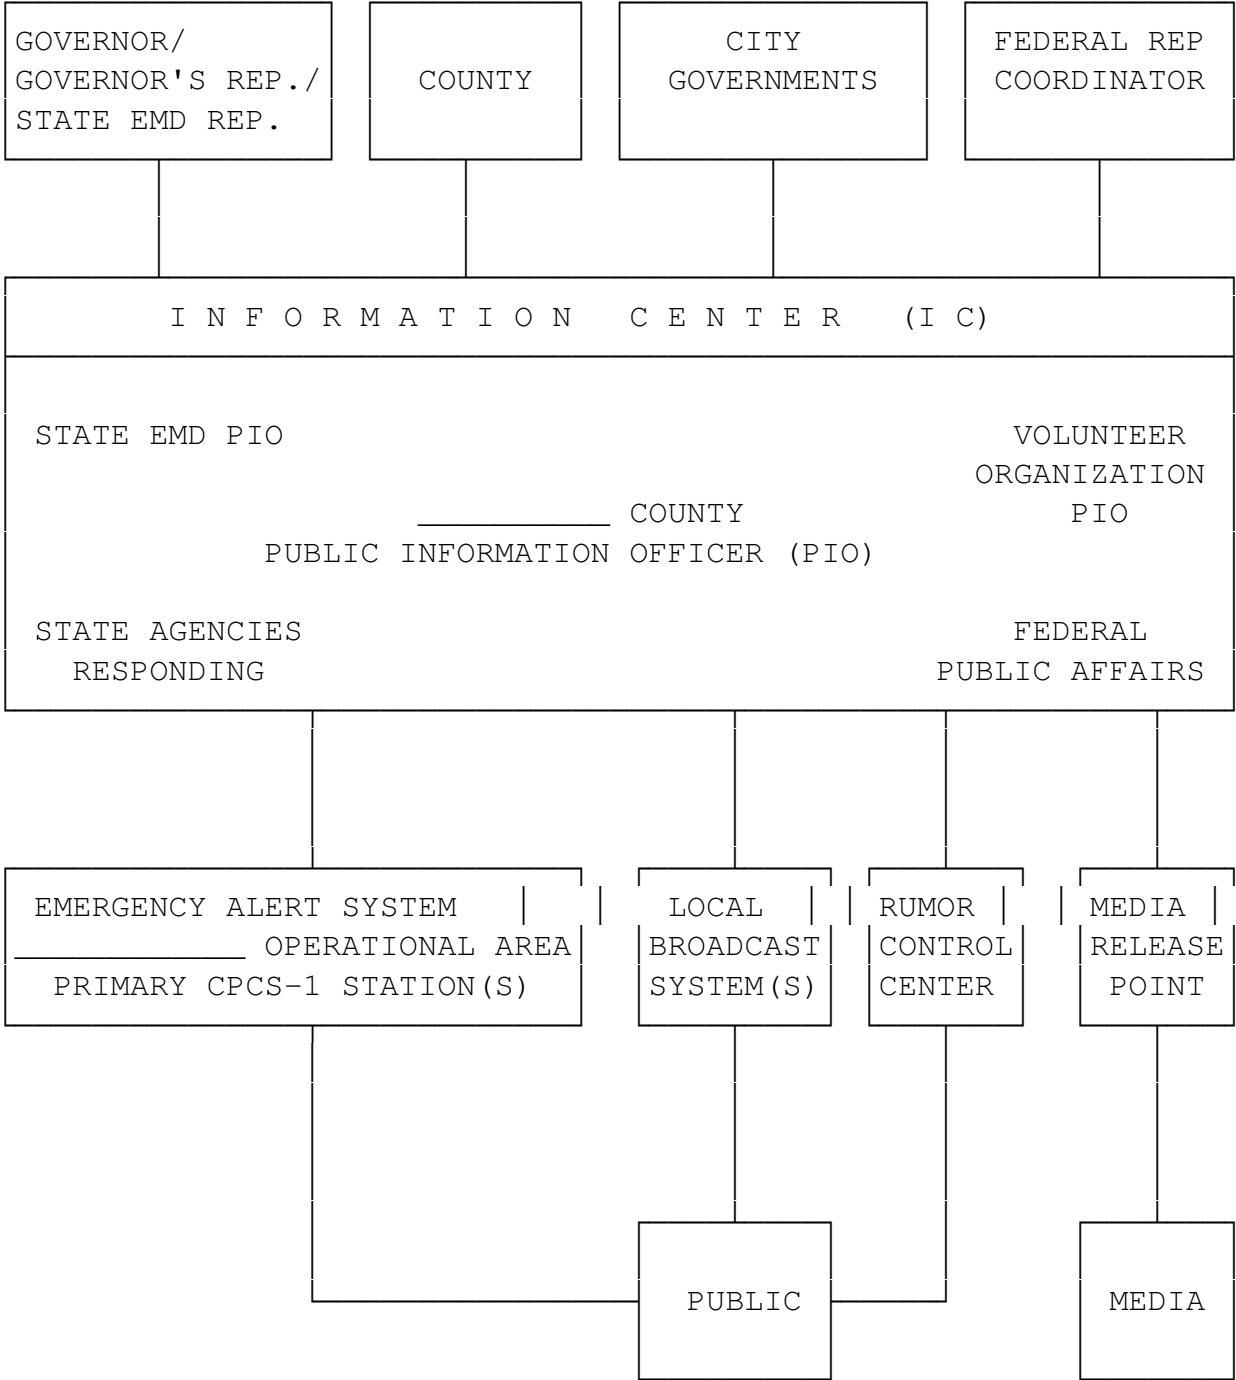 GOVERNOR/
GOVERNOR'S REP./
STATE EMD REP.
COUNTY
CITY
GOVERNMENTS
FEDERAL REP
COORDINATOR
I N F O R M A T I O N   C E N T E R   (I C)
STATE EMD PIO
VOLUNTEER
ORGANIZATION
PIO
__________ COUNTY
PUBLIC INFORMATION OFFICER (PIO)
STATE AGENCIES
RESPONDING
FEDERAL
PUBLIC AFFAIRS
EMERGENCY ALERT SYSTEM
____________ OPERATIONAL AREA
PRIMARY CPCS-1 STATION(S)
LOCAL
BROADCAST
SYSTEM(S)
RUMOR
CONTROL
CENTER
MEDIA
RELEASE
POINT
PUBLIC
MEDIA